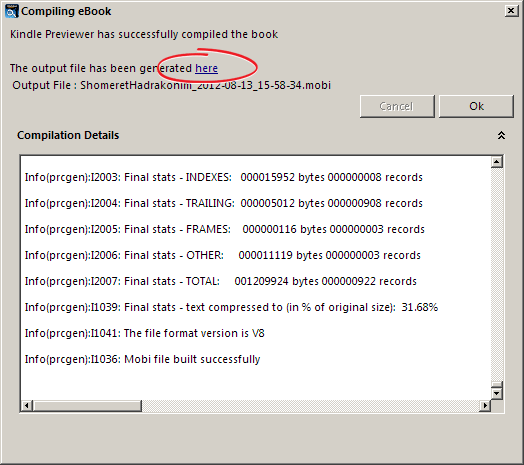 Compiling eBook
Kindle Previewer has successfully compiled the book
The output file has been generated here
Output File : ShomeretHadrakonim_2012-08-13_15-58-34.mobi
Cancel Ok
Compilation Details
Info(prcgen):I2003: Final stats - INDEXES: 000015952 bytes 000000008 records
Info(prcgen):I2004: Final stats - TRAILING: 000005012 bytes 000000908 records
Info(prcgen):I2005: Final stats - FRAMES: 000000116 bytes 000000003 records
Info(prcgen):I2006: Final stats - OTHER: 000011119 bytes 000000003 records
Info(prcgen):I2007: Final stats - TOTAL: 001209924 bytes 000000922 records
Info(prcgen):I1039: Final stats - text compressed to (in % of original size): 31.68%
Info(prcgen):I1041: The file format version is V8
Info(prcgen):I1036: Mobi file built successfully